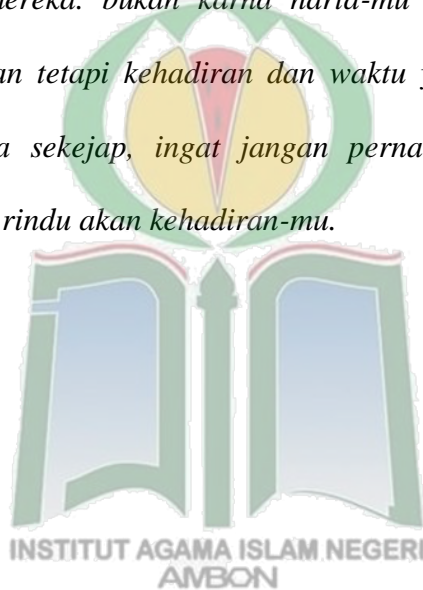 mereka. bukan karna harta-mu
an tetapi kehadiran dan waktu y
a sekejap, ingat jangan perna
rindu akan kehadiran-mu.
INSTITUT AGAMA ISLAM NEGERI
AMBON